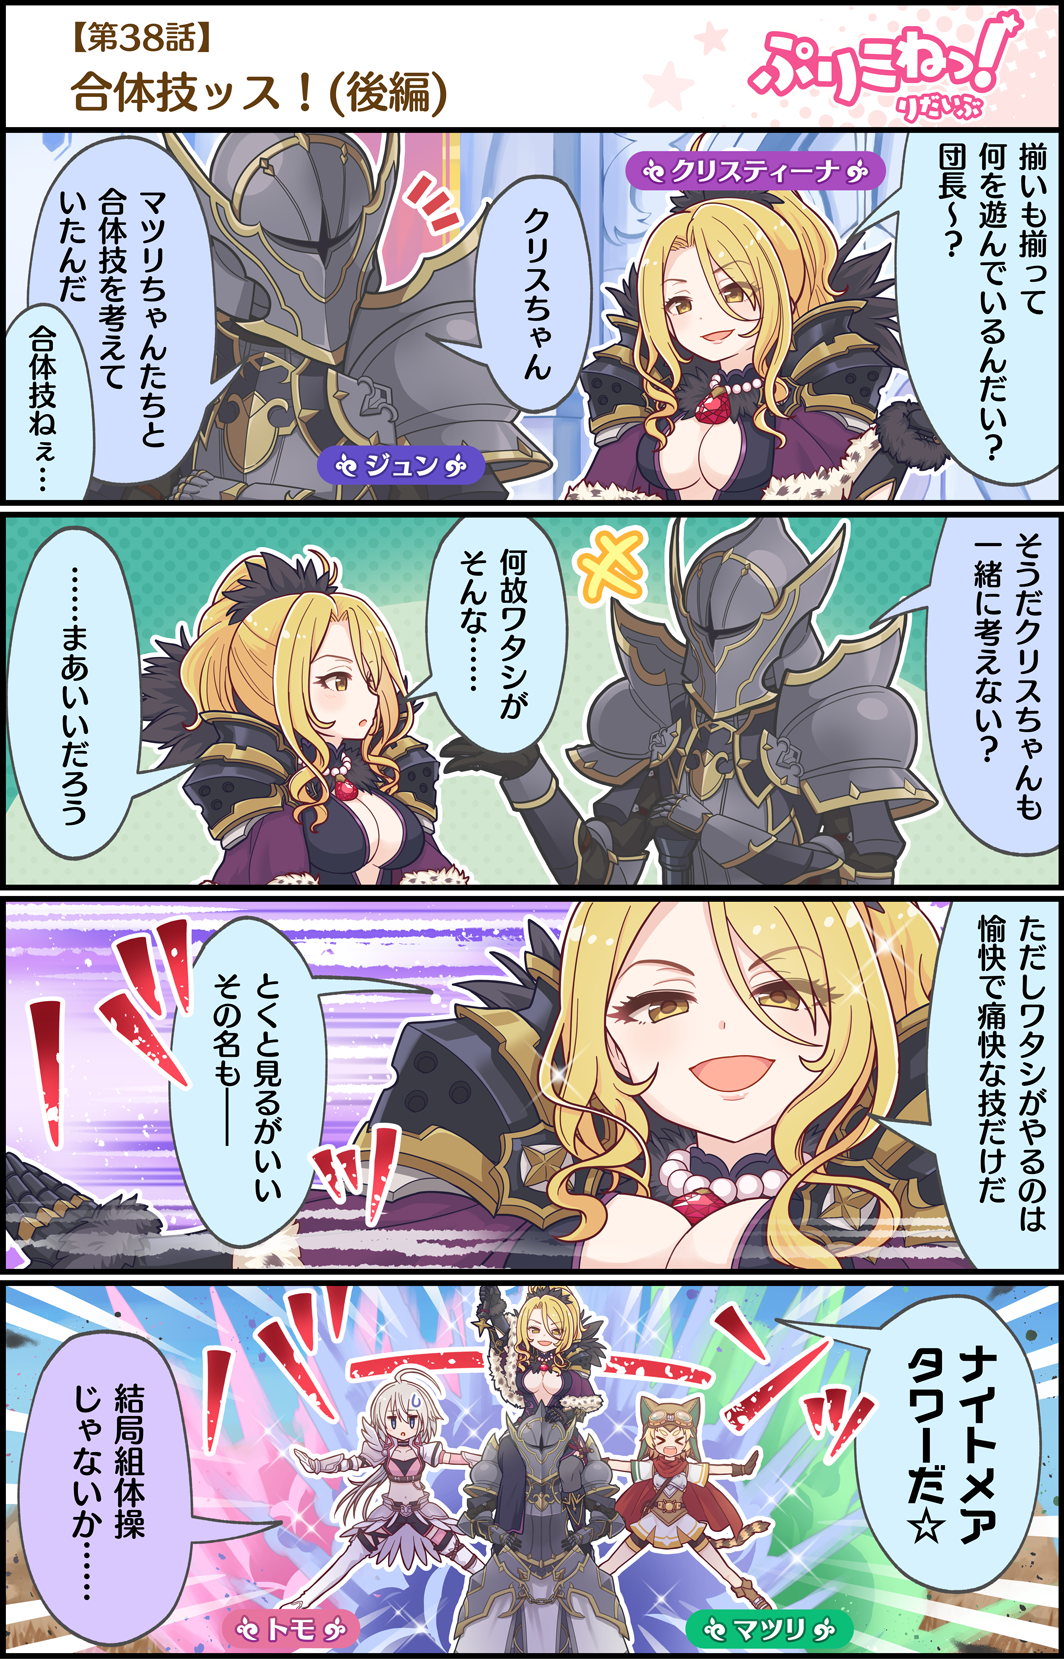 【第38話】
合体技ッス！(後編)
ぷりこねっ！
りだいぶ
揃いも揃って
何を遊んでいるんだい？
団長〜？
クリスティーナ
クリスちゃん
マツリちゃんたちと
合体技を考えて
いたんだ
合体技ねぇ…
ジュン
そうだクリスちゃんも
一緒に考えない？
何故ワタシが
そんな……
……まあいいだろう
ただしワタシがやるのは
愉快で痛快な技だけだ
とくと見るがいい
その名も──
ナイトメア
タワーだ☆
結局組体操
じゃないか……
トモ
マツリ